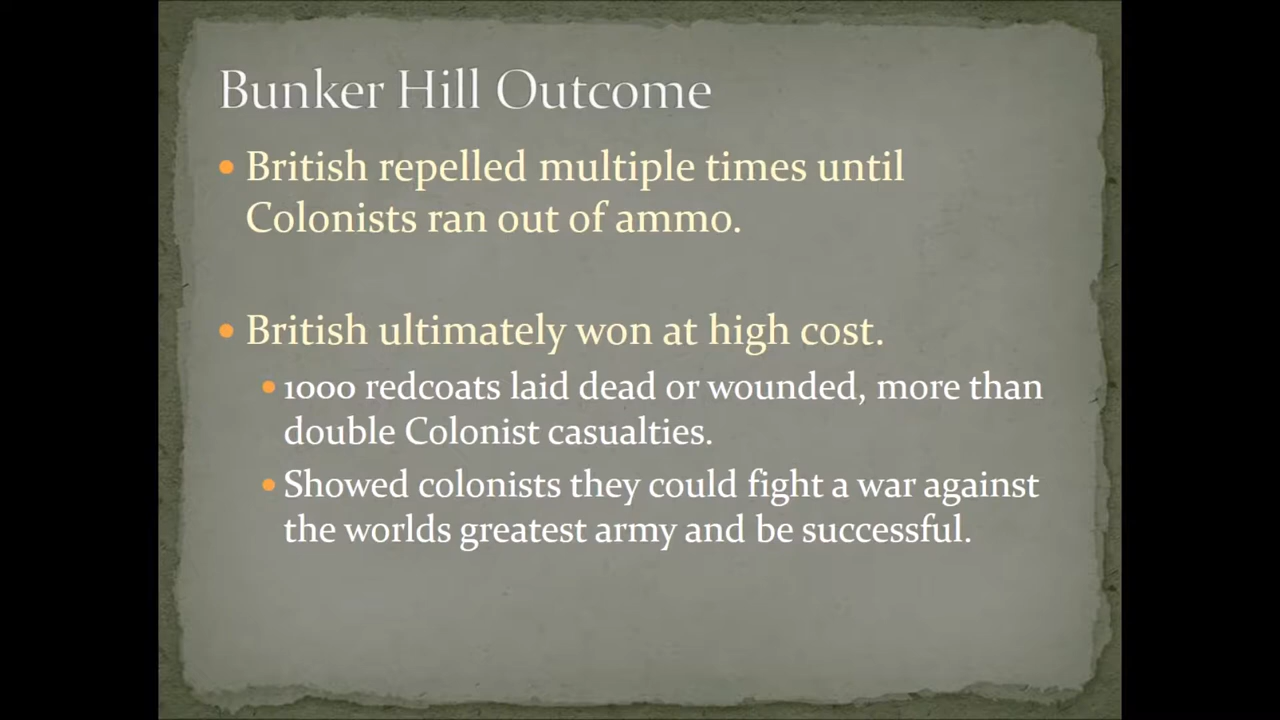 Bunker Hill Outcome
• British repelled multiple times until
Colonists ran out of ammo.
• British ultimately won at high cost.
• 1000 redcoats laid dead or wounded, more than
double Colonist casualties.
• Showed colonists they could fight a war against
the worlds greatest army and be successful.